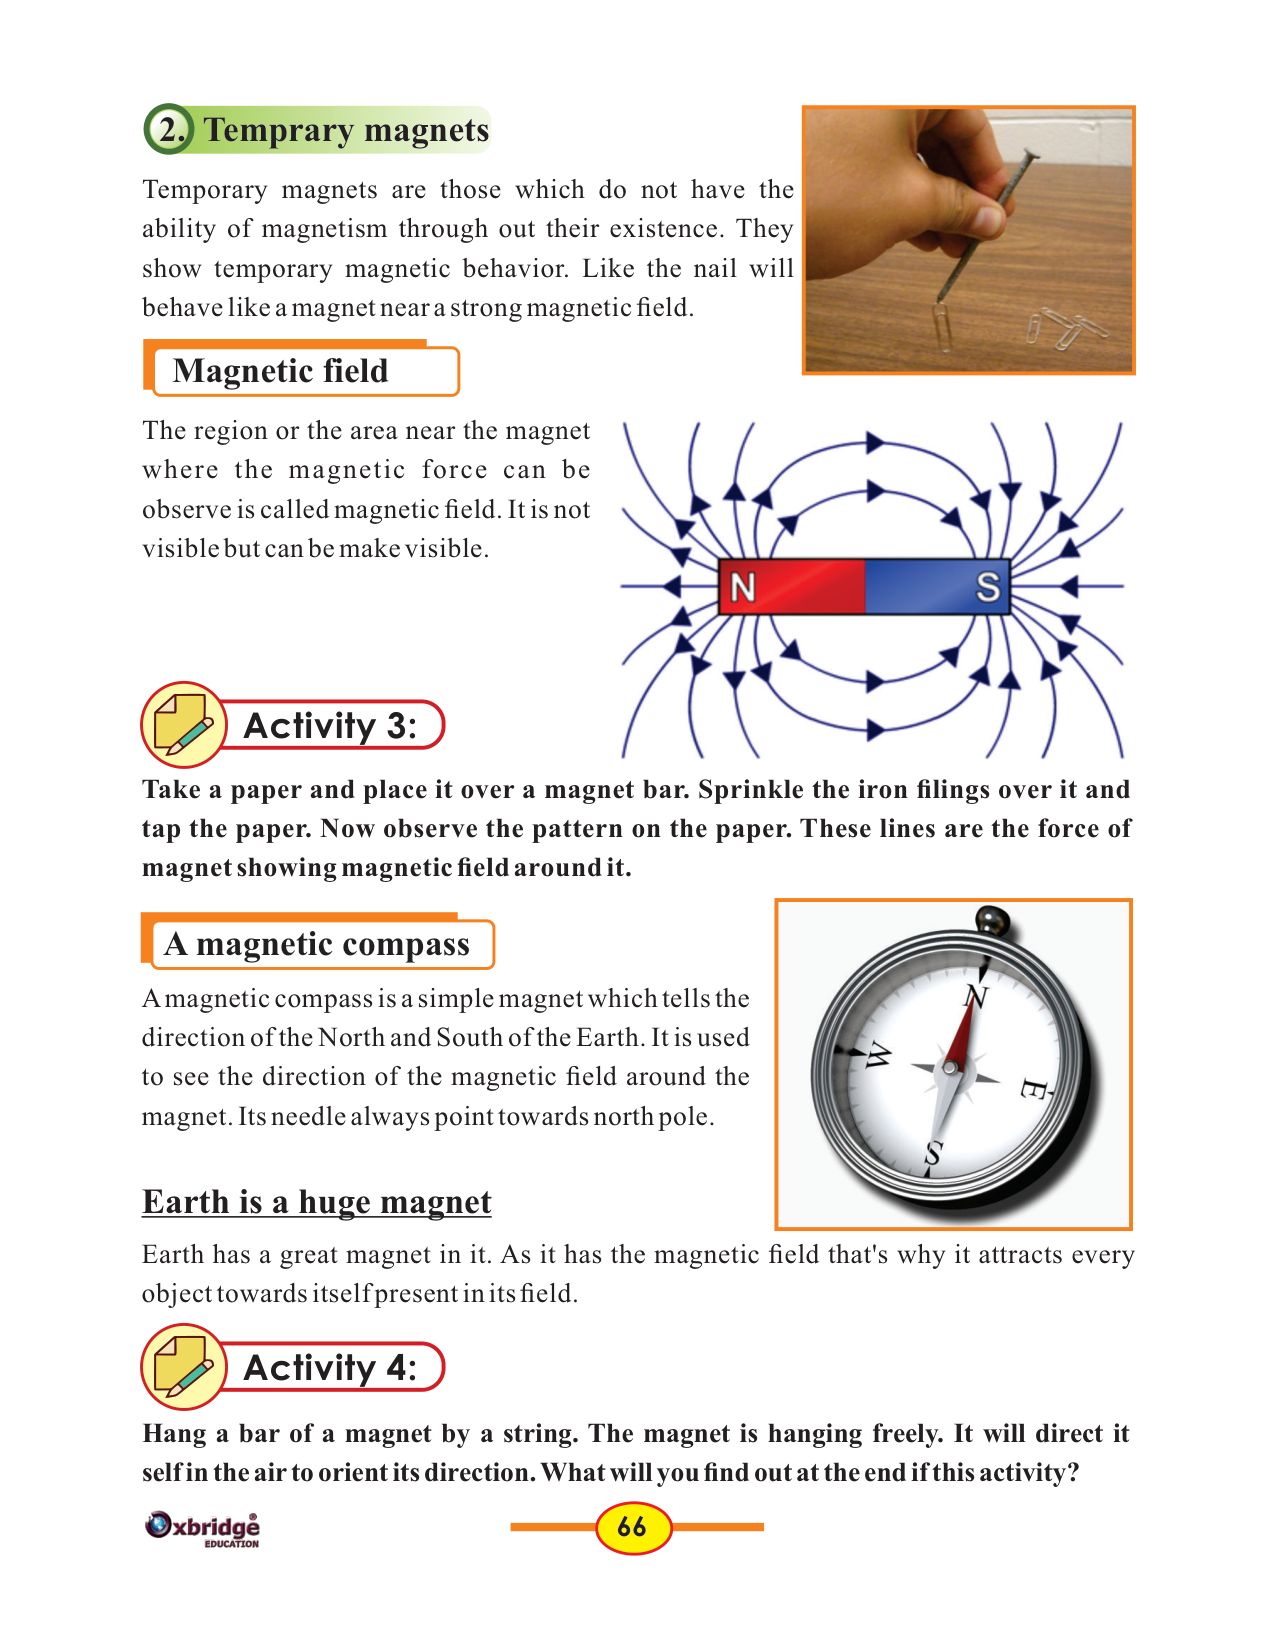 2. Temprary magnets
Temporary magnets are those which do not have the
ability of magnetism through out their existence. They
show temporary magnetic behavior. Like the nail will
behave like a magnet near a strong magnetic field.
Magnetic field
The region or the area near the magnet
where the magnetic force can be
observe is called magnetic field. It is not
visible but can be make visible.
N S
Activity 3:
Take a paper and place it over a magnet bar. Sprinkle the iron filings over it and
tap the paper. Now observe the pattern on the paper. These lines are the force of
magnet showing magnetic field around it.
A magnetic compass
A magnetic compass is a simple magnet which tells the
direction of the North and South of the Earth. It is used
to see the direction of the magnetic field around the
magnet. Its needle always point towards north pole.
N
W
E
S
Earth is a huge magnet
Earth has a great magnet in it. As it has the magnetic field that's why it attracts every
object towards itself present in its field.
Activity 4:
Hang a bar of a magnet by a string. The magnet is hanging freely. It will direct it
self in the air to orient its direction. What will you find out at the end if this activity?
Oxbridge®
EDUCATION
66